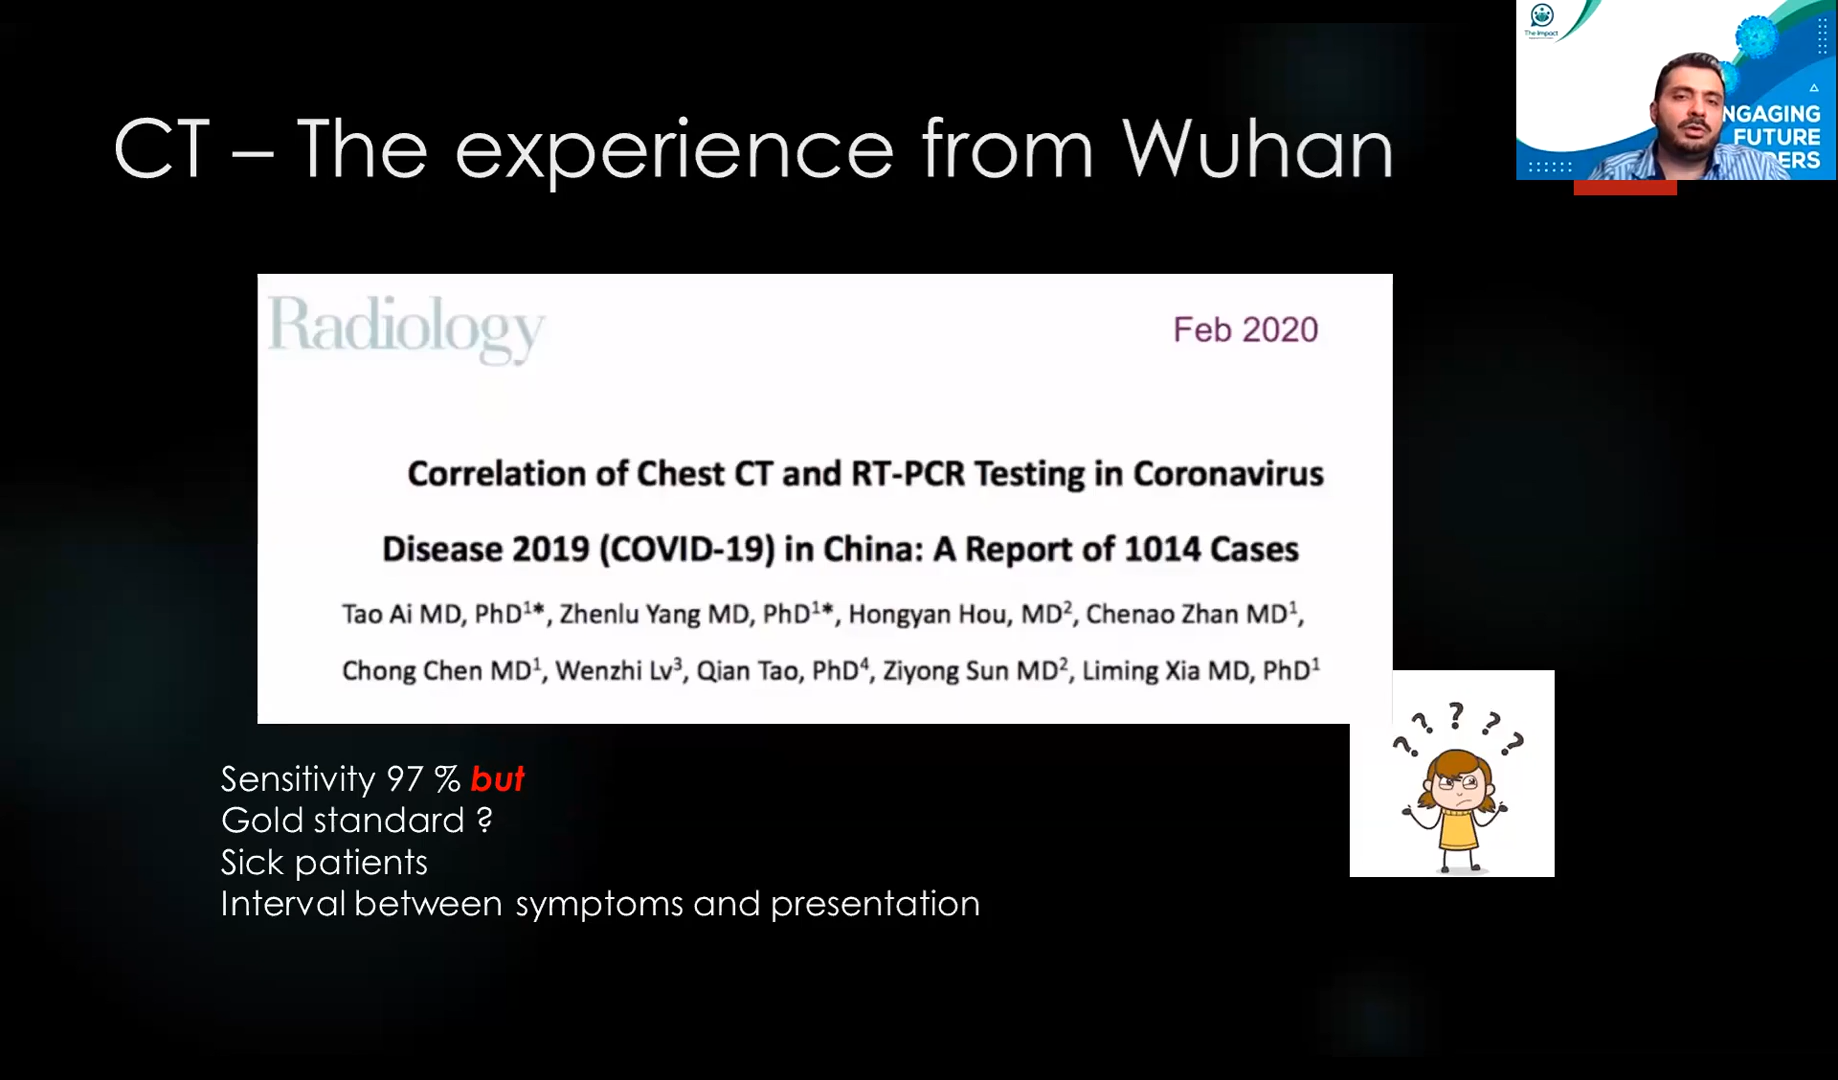 CT – The experience from Wuhan
The Impact
NGAGING
FUTURE
ERS
Radiology
Feb 2020
Correlation of Chest CT and RT-PCR Testing in Coronavirus
Disease 2019 (COVID-19) in China: A Report of 1014 Cases
Tao Ai MD, PhD¹*, Zhenlu Yang MD, PhD¹*, Hongyan Hou, MD², Chenao Zhan MD¹,
Chong Chen MD¹, Wenzhi Lv³, Qian Tao, PhD⁴, Ziyong Sun MD², Liming Xia MD, PhD¹
? ? ? ? ?
Sensitivity 97 % but
Gold standard ?
Sick patients
Interval between symptoms and presentation